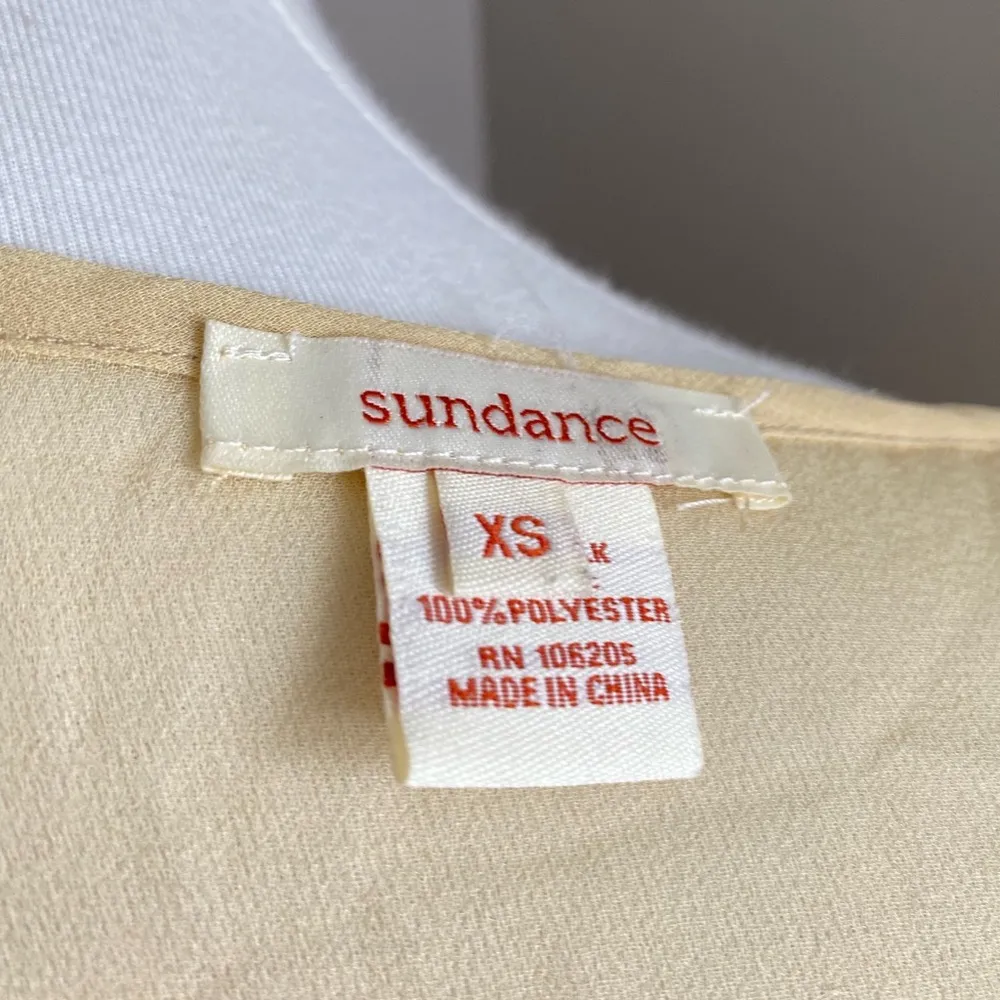 sundance
XS
100% POLYESTER
RN 106205
MADE IN CHINA